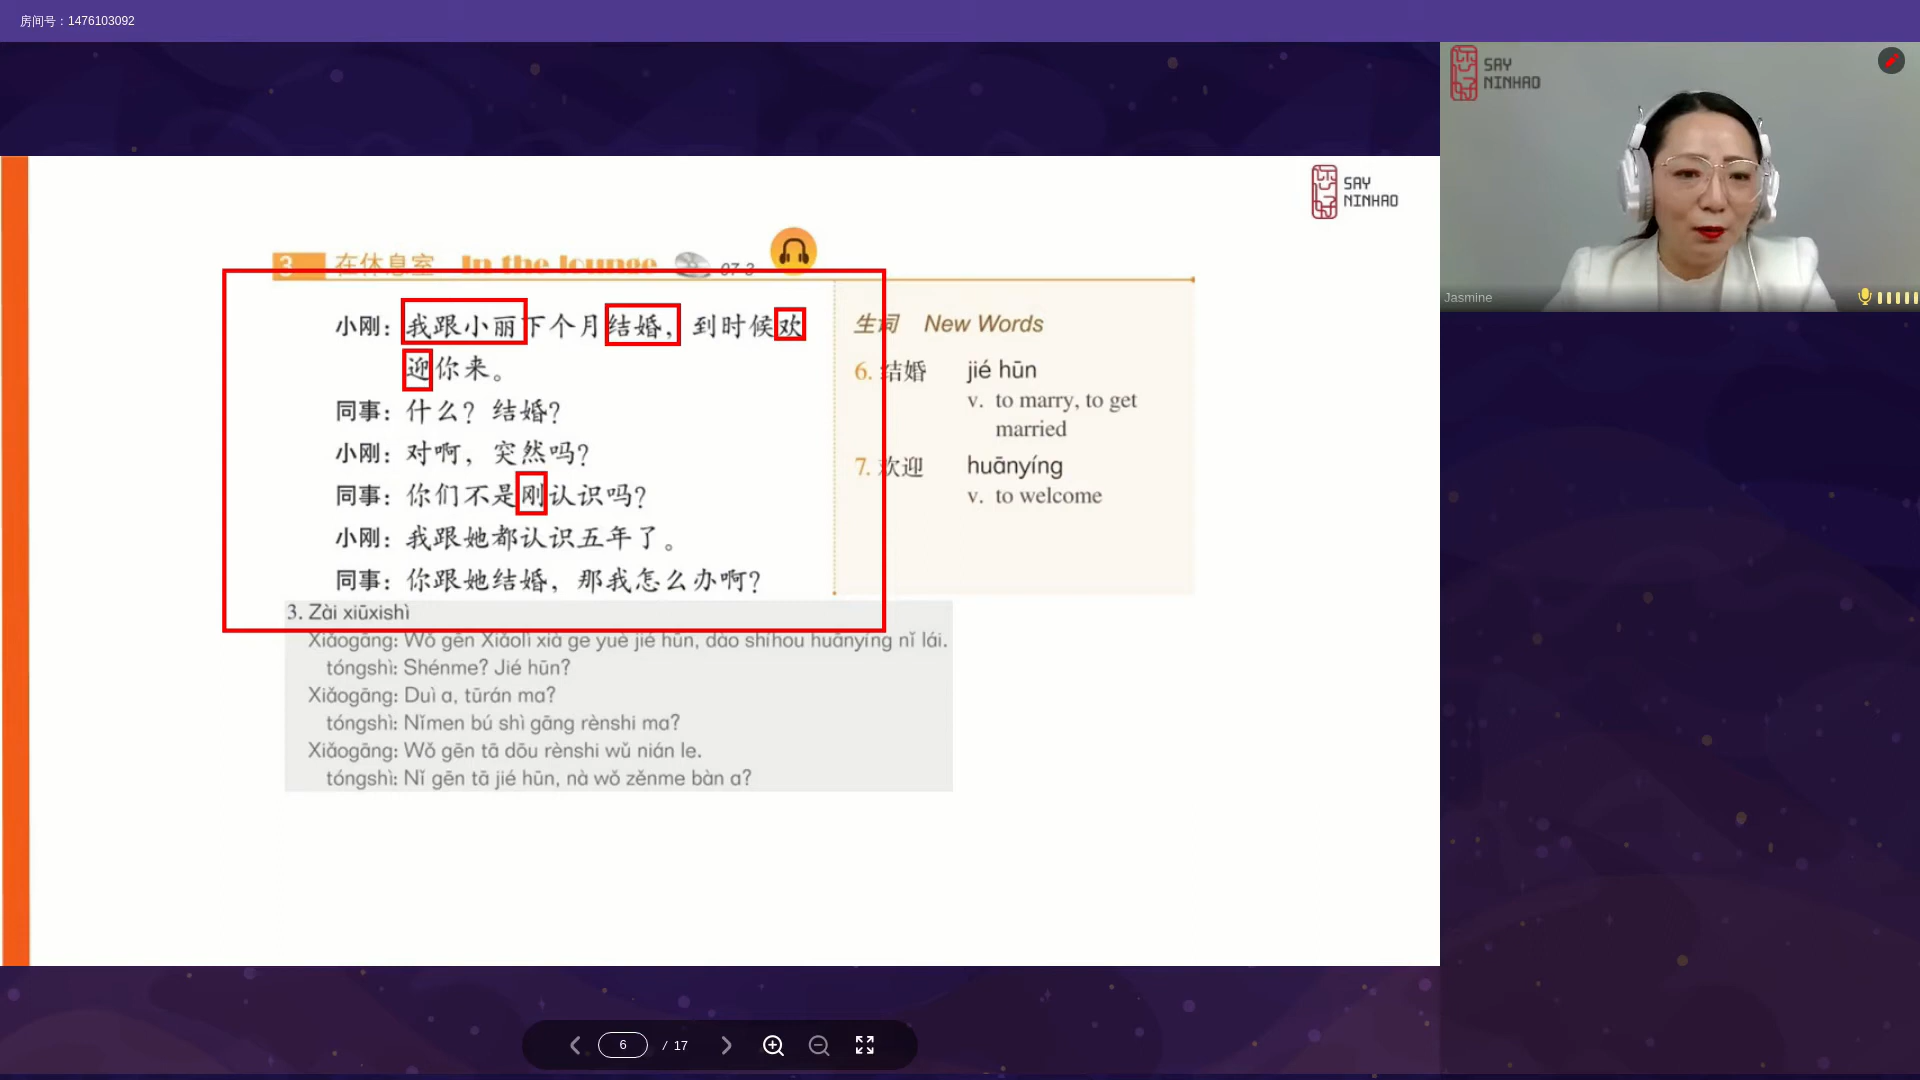 房间号：1476103092
SAY
NINHAO
SAY
NINHAO
Jasmine
3 在休息室 In the lounge 07-3
小刚：我跟小丽下个月结婚，到时候欢
迎你来。
同事：什么？结婚？
小刚：对啊，突然吗？
同事：你们不是刚认识吗？
小刚：我跟她都认识五年了。
同事：你跟她结婚，那我怎么办啊？
生词 New Words
6. 结婚 jié hūn
v. to marry, to get
married
7. 欢迎 huānyíng
v. to welcome
3. Zài xiūxishì
Xiǎogāng: Wǒ gēn Xiǎolì xià ge yuè jié hūn, dào shíhou huānyíng nǐ lái.
tóngshì: Shénme? Jié hūn?
Xiǎogāng: Duì a, tūrán ma?
tóngshì: Nǐmen bú shì gāng rènshi ma?
Xiǎogāng: Wǒ gēn tā dōu rènshi wǔ nián le.
tóngshì: Nǐ gēn tā jié hūn, nà wǒ zěnme bàn a?
6 / 17